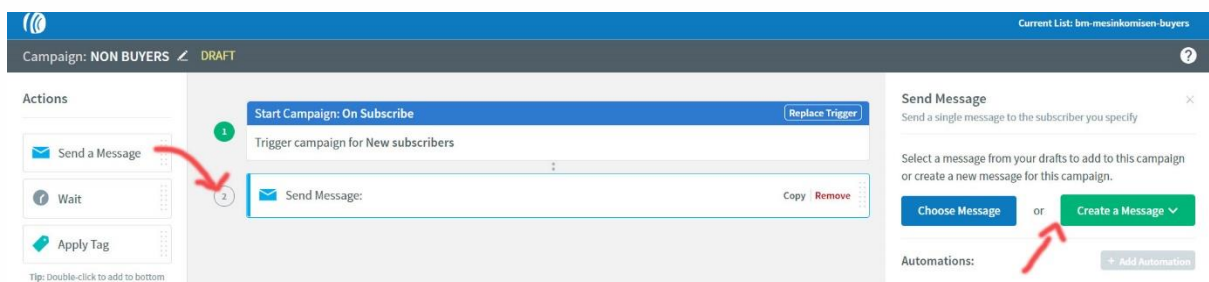 Current List: bm-mesinkomisen-buyers
Campaign: NON BUYERS DRAFT
?
Actions
Send a Message
Wait
Apply Tag
Tip: Double-click to add to bottom
1
Start Campaign: On Subscribe
Replace Trigger
Trigger campaign for New subscribers
2
Send Message:
Copy Remove
Send Message
Send a single message to the subscriber you specify
Select a message from your drafts to add to this campaign
or create a new message for this campaign.
Choose Message or Create a Message
Automations: + Add Automation